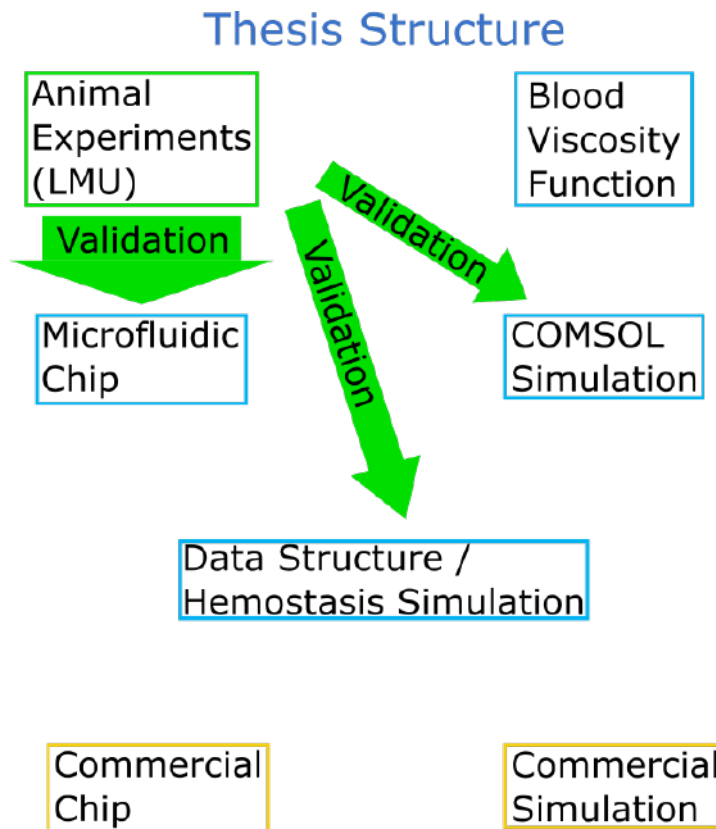 Thesis Structure
Animal
Experiments
(LMU)
Blood
Viscosity
Function
Validation
Validation
Validation
Microfluidic
Chip
COMSOL
Simulation
Data Structure /
Hemostasis Simulation
Commercial
Chip
Commercial
Simulation